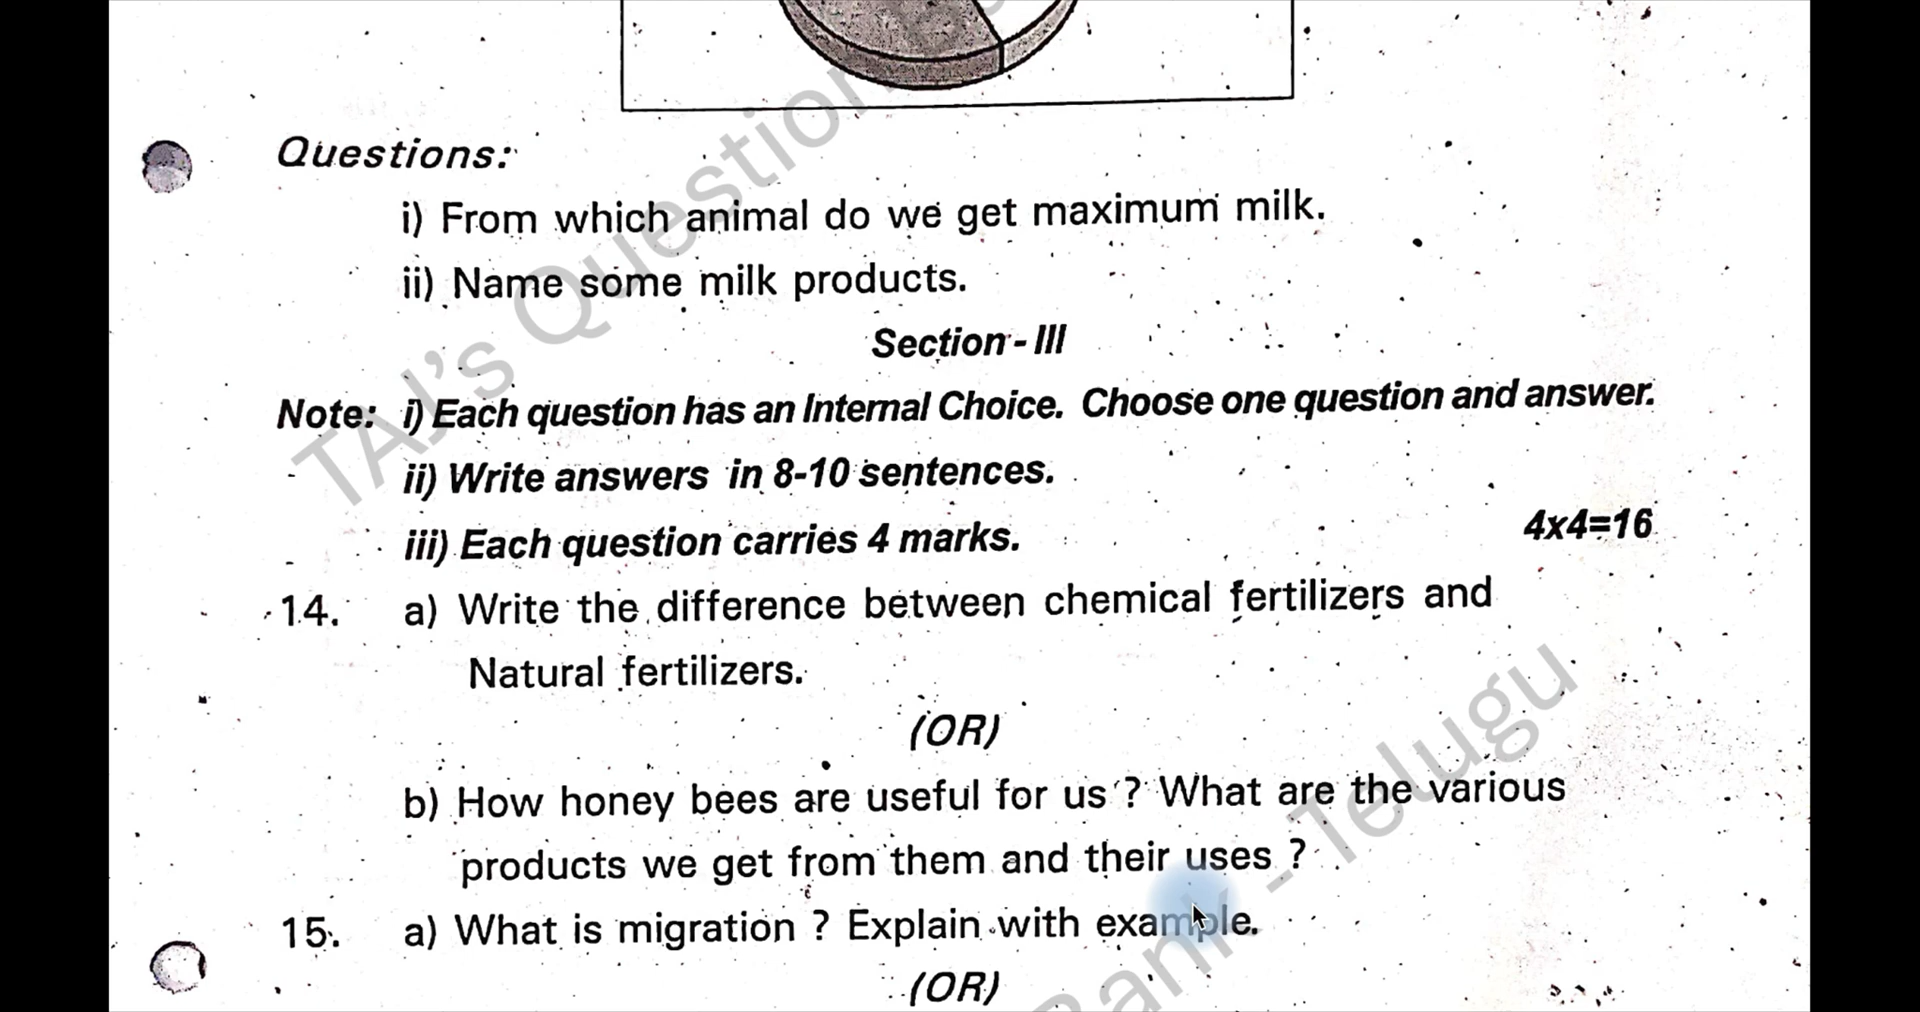 Questions:
i) From which animal do we get maximum milk.
ii) Name some milk products.
Section - III
Note: i) Each question has an Internal Choice. Choose one question and answer.
ii) Write answers in 8-10 sentences.
iii) Each question carries 4 marks. 4x4=16
14. a) Write the difference between chemical fertilizers and
Natural fertilizers.
(OR)
b) How honey bees are useful for us ? What are the various
products we get from them and their uses ?
15. a) What is migration ? Explain with example.
(OR)
TAJ's Question Bank - Telugu